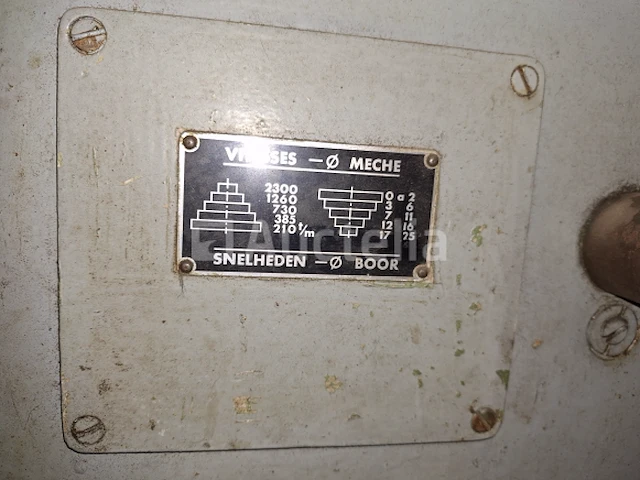 VITESSES - Ø MECHE
2300 0 a 2
1260 3 6
730 7 11
385 12 16
210 t/m 17 25
Auctelia
SNELHEDEN - Ø BOOR